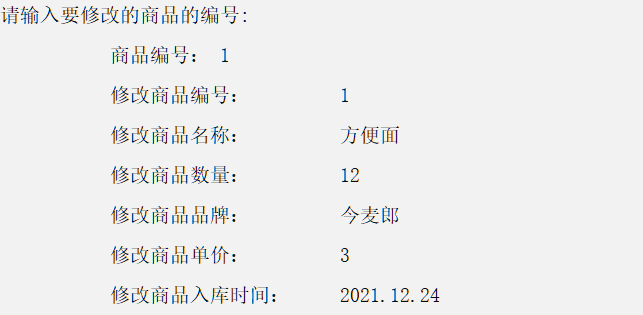 请输入要修改的商品的编号:
商品编号: 1
修改商品编号: 1
修改商品名称: 方便面
修改商品数量: 12
修改商品品牌: 今麦郎
修改商品单价: 3
修改商品入库时间: 2021.12.24